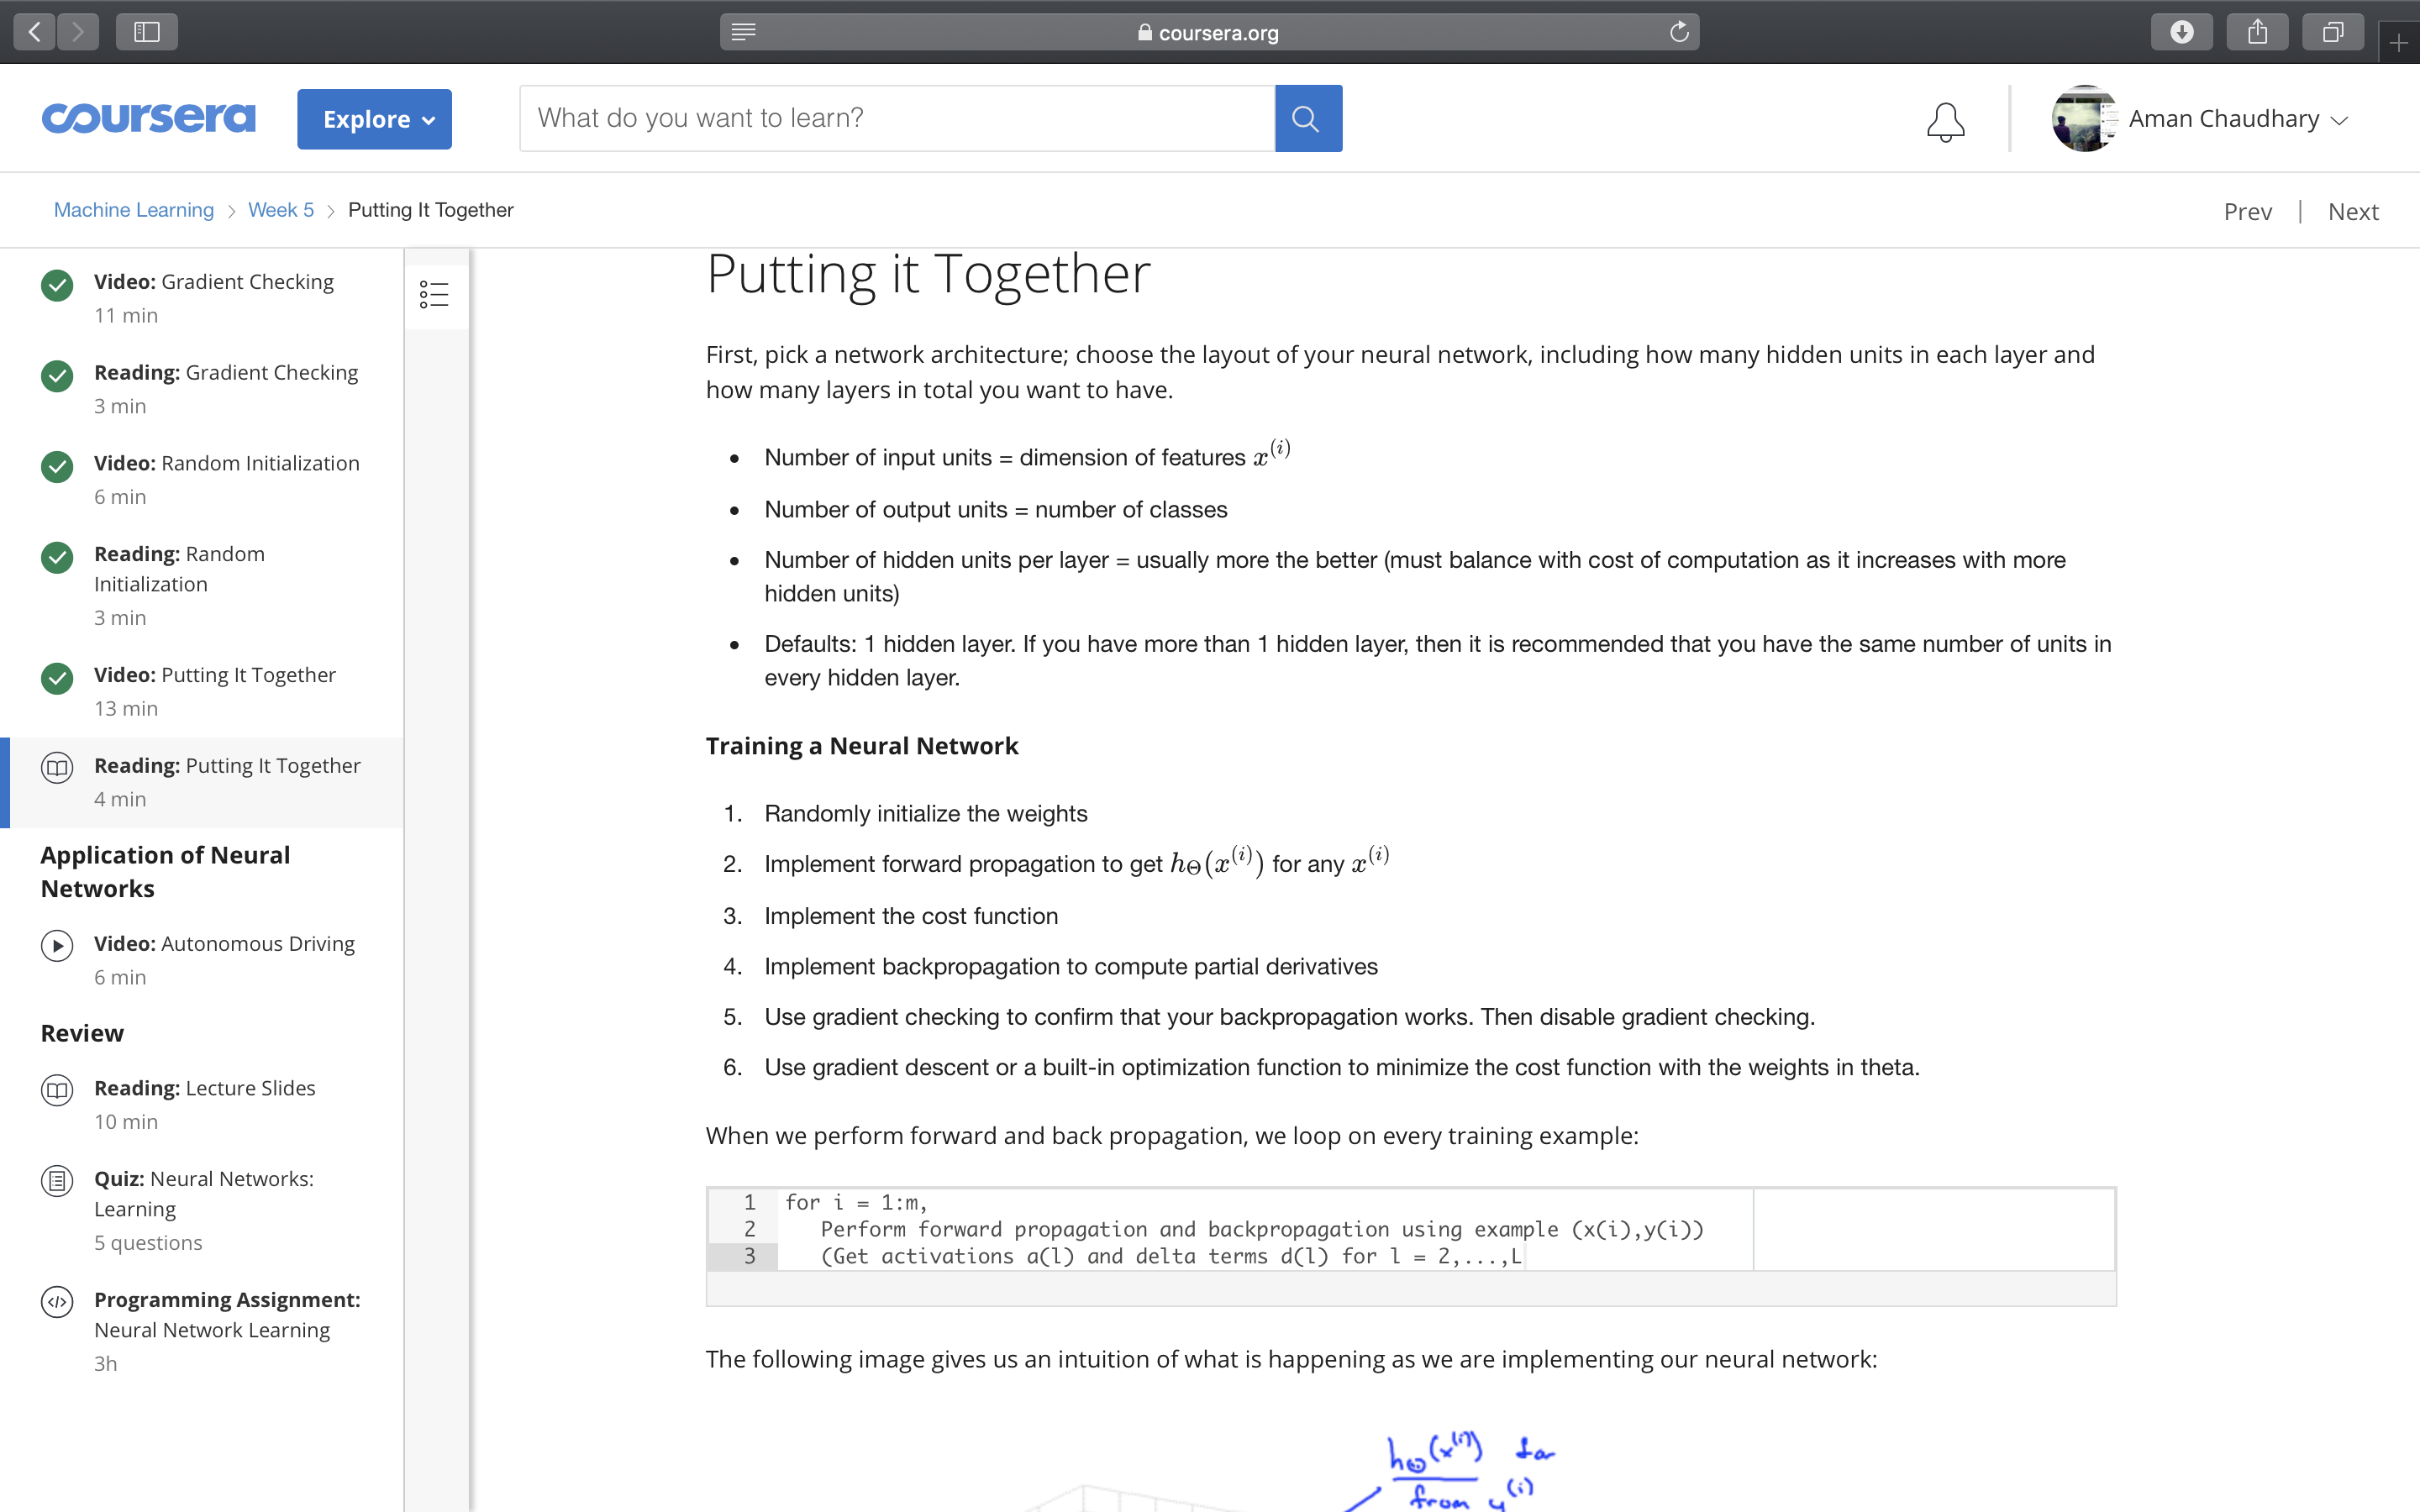 coursera.org
coursera
Explore
What do you want to learn?
Aman Chaudhary
Machine Learning > Week 5 > Putting It Together
Prev | Next
Video: Gradient Checking
11 min
Reading: Gradient Checking
3 min
Video: Random Initialization
6 min
Reading: Random
Initialization
3 min
Video: Putting It Together
13 min
Reading: Putting It Together
4 min
Application of Neural
Networks
Video: Autonomous Driving
6 min
Review
Reading: Lecture Slides
10 min
Quiz: Neural Networks:
Learning
5 questions
Programming Assignment:
Neural Network Learning
3h
Putting it Together
First, pick a network architecture; choose the layout of your neural network, including how many hidden units in each layer and
how many layers in total you want to have.
• Number of input units = dimension of features x^(i)
• Number of output units = number of classes
• Number of hidden units per layer = usually more the better (must balance with cost of computation as it increases with more
hidden units)
• Defaults: 1 hidden layer. If you have more than 1 hidden layer, then it is recommended that you have the same number of units in
every hidden layer.
Training a Neural Network
1. Randomly initialize the weights
2. Implement forward propagation to get hΘ(x^(i)) for any x^(i)
3. Implement the cost function
4. Implement backpropagation to compute partial derivatives
5. Use gradient checking to confirm that your backpropagation works. Then disable gradient checking.
6. Use gradient descent or a built-in optimization function to minimize the cost function with the weights in theta.
When we perform forward and back propagation, we loop on every training example:
1 for i = 1:m,
2 Perform forward propagation and backpropagation using example (x(i),y(i))
3 (Get activations a(l) and delta terms d(l) for l = 2,...,L
The following image gives us an intuition of what is happening as we are implementing our neural network:
hΘ(x^(i)) far
from y^(i)